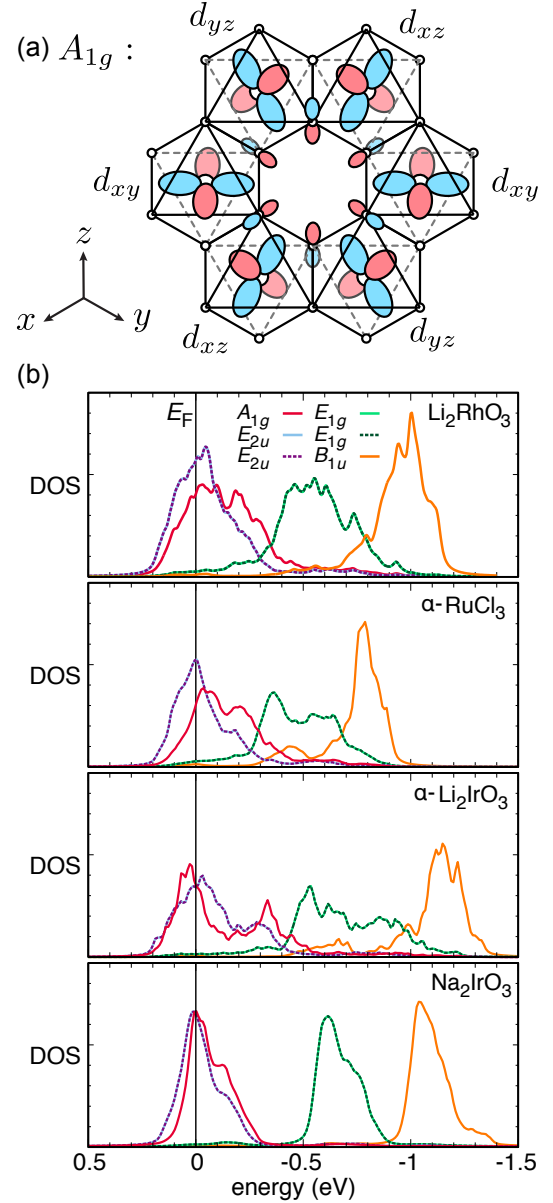 (a) A1g :
dyz
dxz
dxy
dxy
dxz
dyz
z
x
y
(b)
EF
A1g E1g
E2u E1g
E2u B1u
Li2RhO3
DOS
α-RuCl3
DOS
α-Li2IrO3
DOS
Na2IrO3
DOS
0.5 0 -0.5 -1 -1.5
energy (eV)